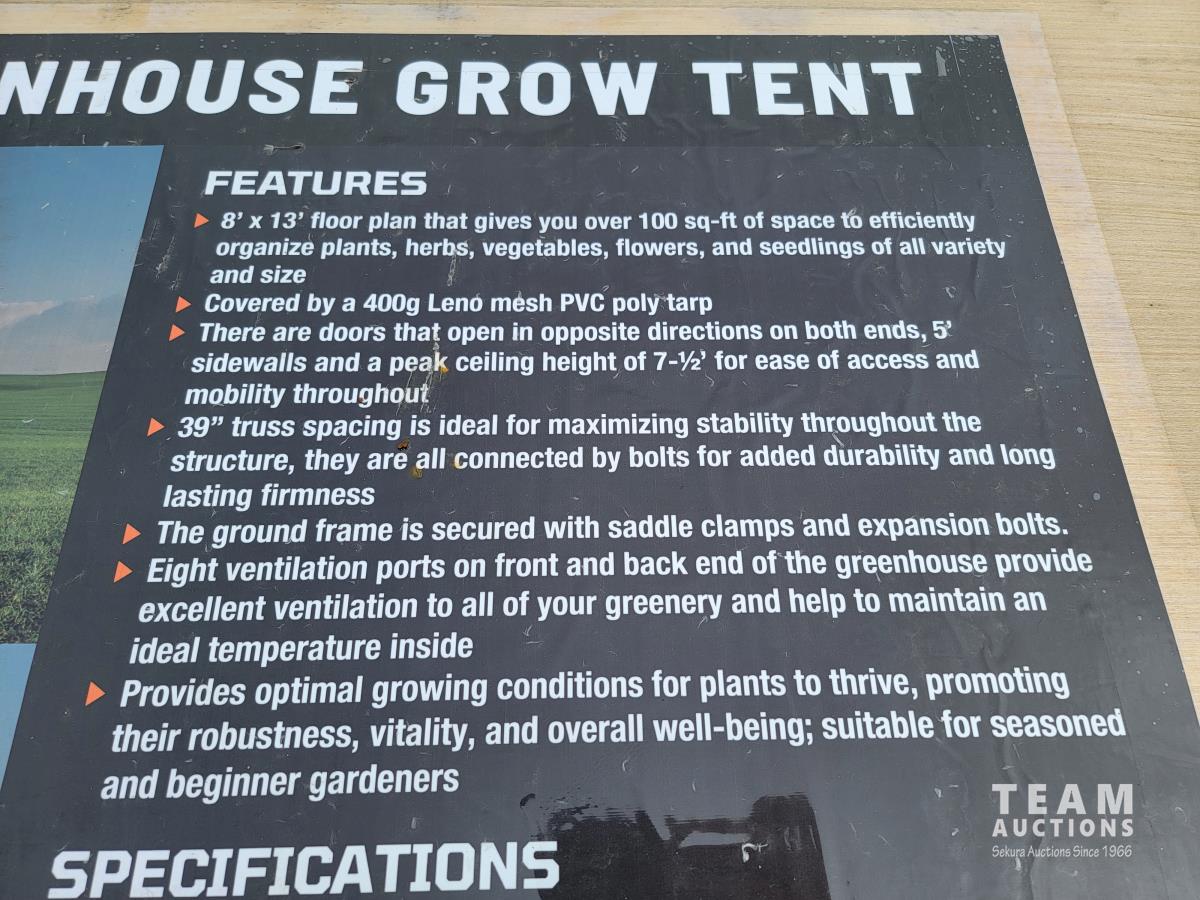 NHOUSE GROW TENT
FEATURES
8' x 13' floor plan that gives you over 100 sq-ft of space to efficiently
organize plants, herbs, vegetables, flowers, and seedlings of all variety
and size
Covered by a 400g Leno mesh PVC poly tarp
There are doors that open in opposite directions on both ends, 5'
sidewalls and a peak ceiling height of 7-½' for ease of access and
mobility throughout
39” truss spacing is ideal for maximizing stability throughout the
structure, they are all connected by bolts for added durability and long
lasting firmness
The ground frame is secured with saddle clamps and expansion bolts.
Eight ventilation ports on front and back end of the greenhouse provide
excellent ventilation to all of your greenery and help to maintain an
ideal temperature inside
Provides optimal growing conditions for plants to thrive, promoting
their robustness, vitality, and overall well-being; suitable for seasoned
and beginner gardeners
SPECIFICATIONS
TEAM
AUCTIONS
Sekura Auctions Since 1966